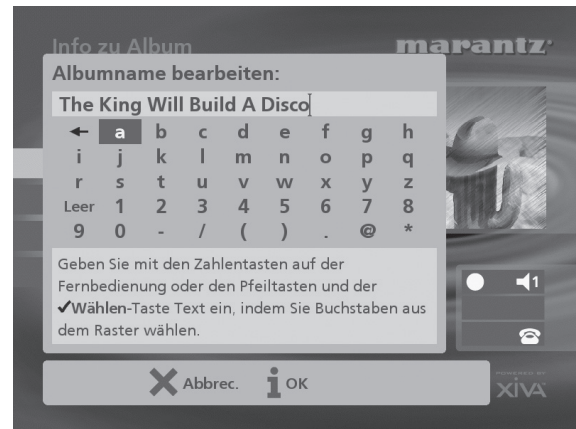 Info zu Album
marantz
Albumname bearbeiten:
The King Will Build A Disco
← a b c d e f g h
i j k l m n o p q
r s t u v w x y z
Leer 1 2 3 4 5 6 7 8
9 0 - / ( ) . @ *
Geben Sie mit den Zahlentasten auf der
Fernbedienung oder den Pfeiltasten und der
✓Wählen-Taste Text ein, indem Sie Buchstaben aus
dem Raster wählen.
1
Abbrec. i OK
POWERED BY
XiVA